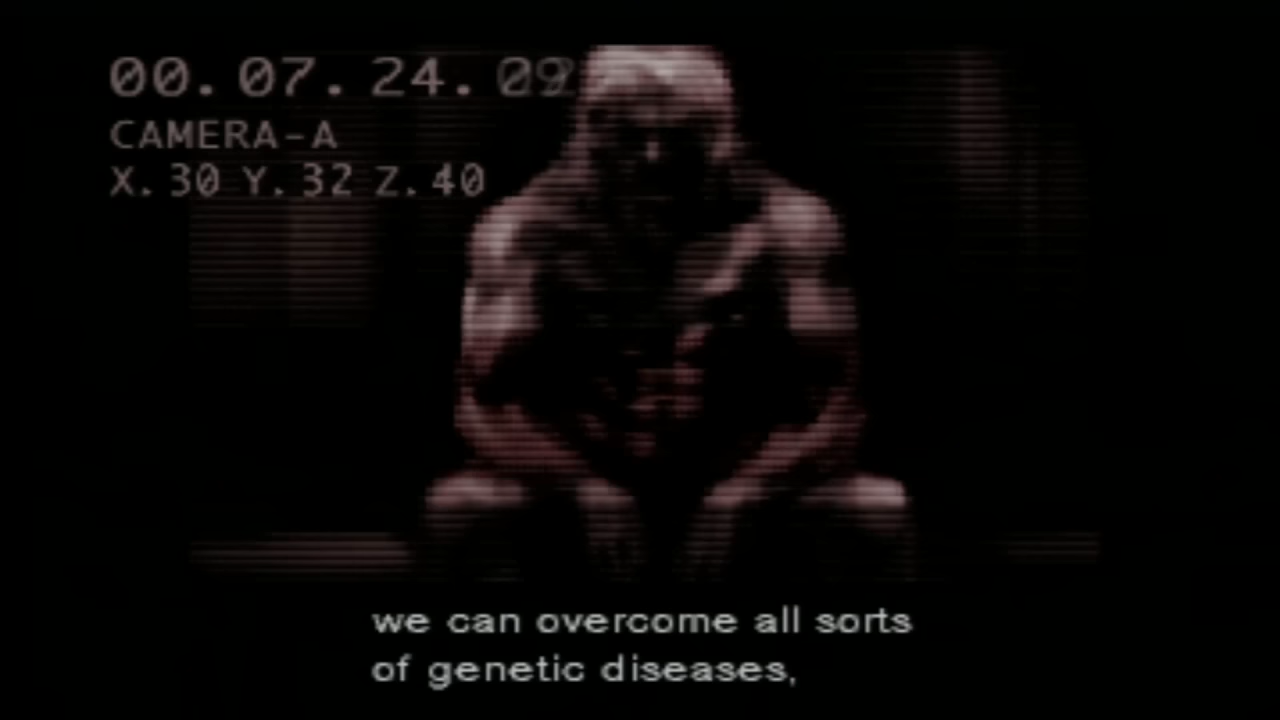 00.07.24.09
CAMERA-A
X.30 Y.32 Z.40
we can overcome all sorts
of genetic diseases,